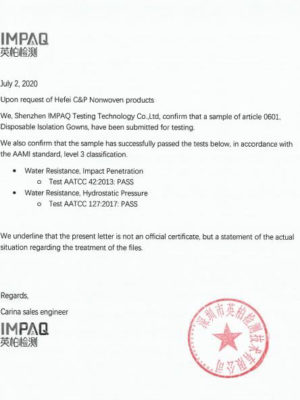 IMPAQ
英柏检测
July 2, 2020
Upon request of Hefei C&P Nonwoven products
We, Shenzhen IMPAQ Testing Technology Co.,Ltd, confirm that a sample of article 0601,
Disposable Isolation Gowns, have been submitted for testing.
We also confirm that the sample has successfully passed the tests below, in accordance with
the AAMI standard, level 3 classification.
• Water Resistance, Impact Penetration
o Test AATCC 42:2013: PASS
• Water Resistance, Hydrostatic Pressure
o Test AATCC 127:2017: PASS
We underline that the present letter is not an official certificate, but a statement of the actual
situation regarding the treatment of the files.
Regards,
Carina sales engineer
IMPAQ
英柏检测
深圳市英柏检测技术有限公司